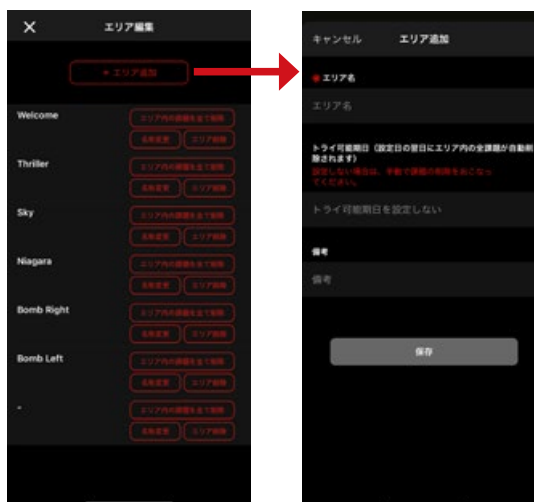 エリア編集
+ エリア追加
Welcome
エリア内の課題を全て削除
名称変更 エリア削除
Thriller
エリア内の課題を全て削除
名称変更 エリア削除
Sky
エリア内の課題を全て削除
名称変更 エリア削除
Niagara
エリア内の課題を全て削除
名称変更 エリア削除
Bomb Right
エリア内の課題を全て削除
名称変更 エリア削除
Bomb Left
エリア内の課題を全て削除
名称変更 エリア削除
-
エリア内の課題を全て削除
名称変更 エリア削除
キャンセル エリア追加
エリア名
エリア名
トライ可能期日（設定日の翌日にエリア内の全課題が自動削
除されます）
設定しない場合は、手動で課題の削除をおこなっ
てください。
トライ可能期日を設定しない
備考
備考
保存